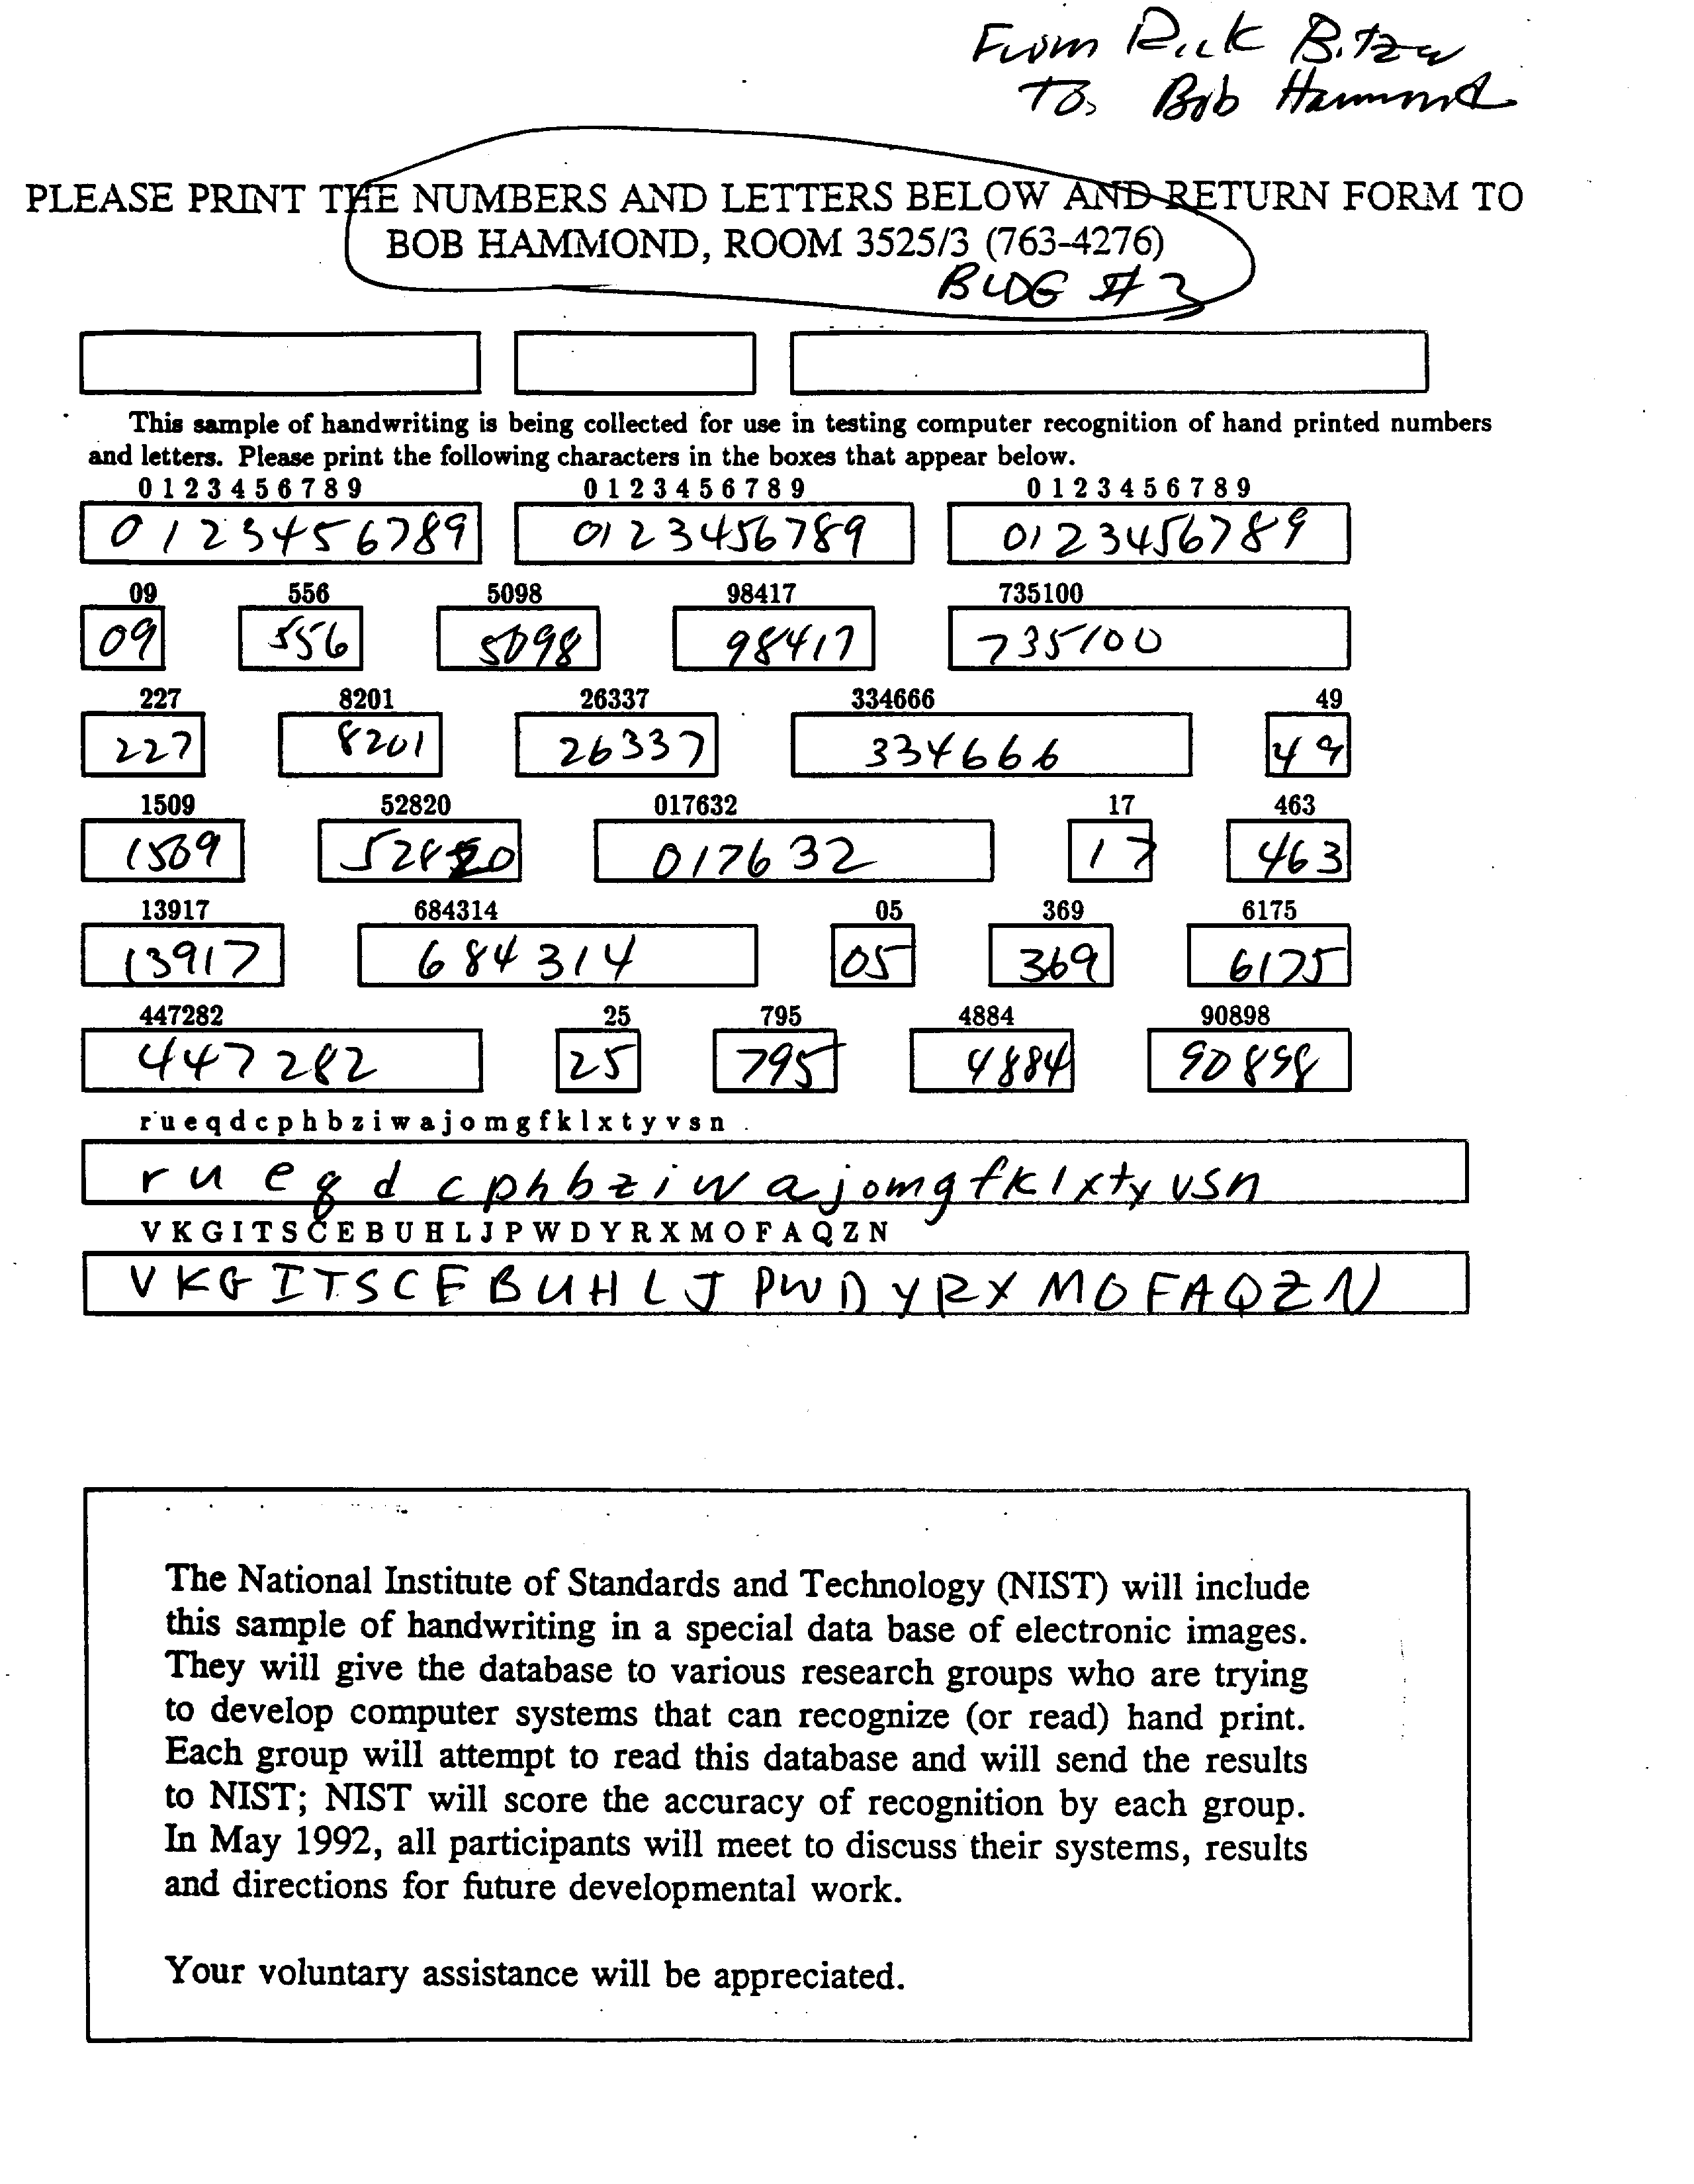 From Rick
To, Bob Hammond
PLEASE PRINT THE NUMBERS AND LETTERS BELOW AND RETURN FORM TO
BOB HAMMOND, ROOM 3525/3 (763-4276)
BLDG #3
This sample of handwriting is being collected for use in testing computer recognition of hand printed numbers
and letters. Please print the following characters in the boxes that appear below.
0 1 2 3 4 5 6 7 8 9 0 1 2 3 4 5 6 7 8 9 0 1 2 3 4 5 6 7 8 9
0123456789 0123456789 0123456789
09 556 5098 98417 735100
09 556 5098 98417 735100
227 8201 26337 334666 49
227 8201 26337 334666 49
1509 52820 017632 17 463
1509 52820 017632 17 463
13917 684314 05 369 6175
13917 684314 05 369 6175
447282 25 795 4884 90898
447282 25 795 4884 90898
r u e q d c p h b z i w a j o m g f k l x t y v s n
r u e q d c p h b z i w a j o m g f k l x t y v s n
V K G I T S C E B U H L J P W D Y R X M O F A Q Z N
V K G I T S C E B U H L J P W D Y R X M O F A Q Z N
The National Institute of Standards and Technology (NIST) will include
this sample of handwriting in a special data base of electronic images.
They will give the database to various research groups who are trying
to develop computer systems that can recognize (or read) hand print.
Each group will attempt to read this database and will send the results
to NIST; NIST will score the accuracy of recognition by each group.
In May 1992, all participants will meet to discuss their systems, results
and directions for future developmental work.
Your voluntary assistance will be appreciated.